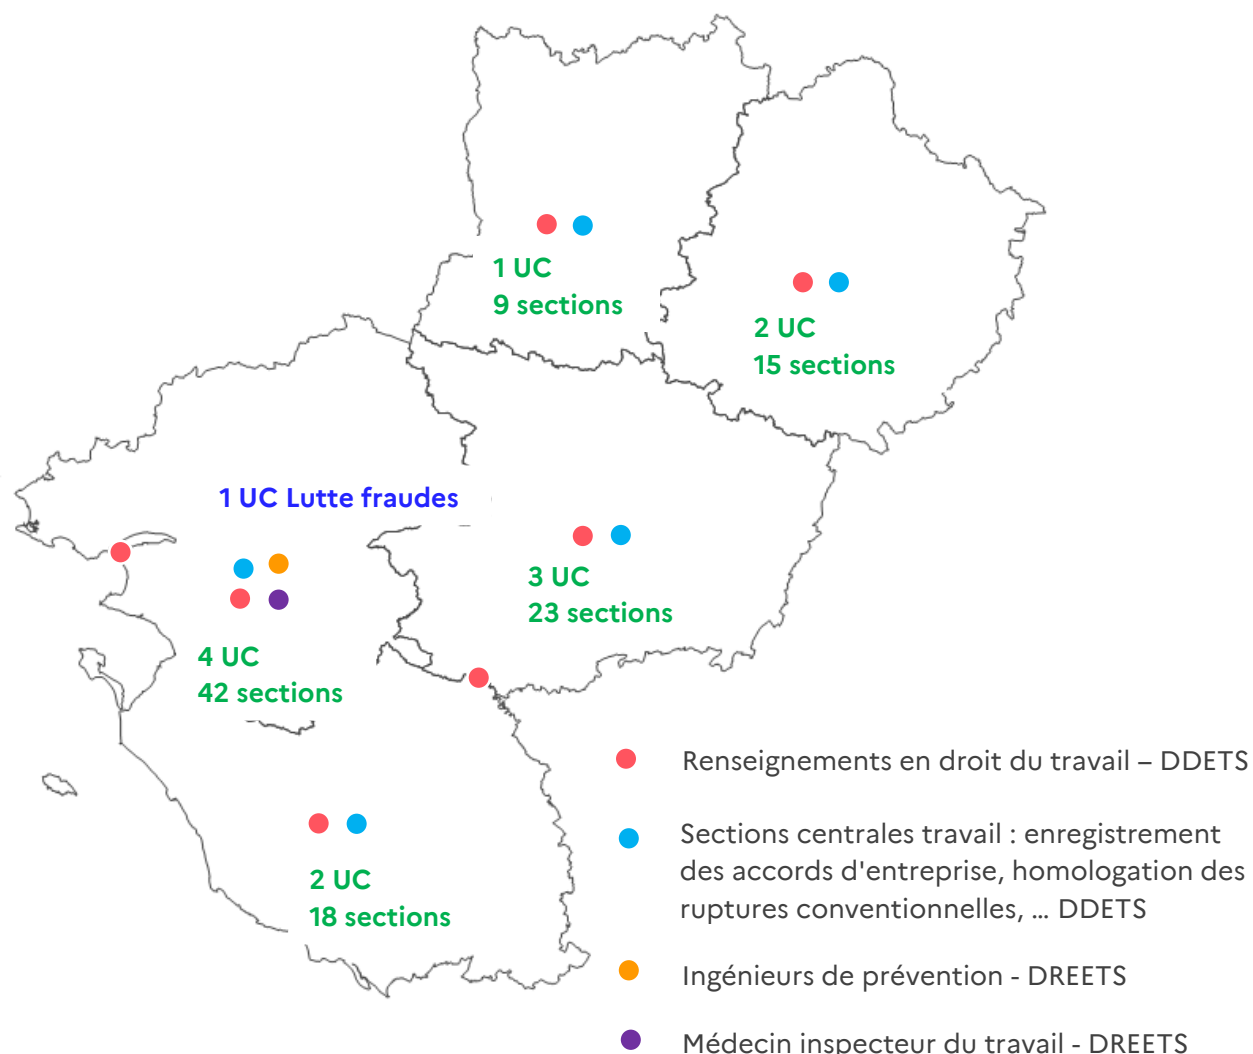 1 UC
9 sections
2 UC
15 sections
1 UC Lutte fraudes
3 UC
23 sections
4 UC
42 sections
2 UC
18 sections
Renseignements en droit du travail – DDETS
Sections centrales travail : enregistrement
des accords d'entreprise, homologation des
ruptures conventionnelles, ... DDETS
Ingénieurs de prévention - DREETS
Médecin inspecteur du travail - DREETS